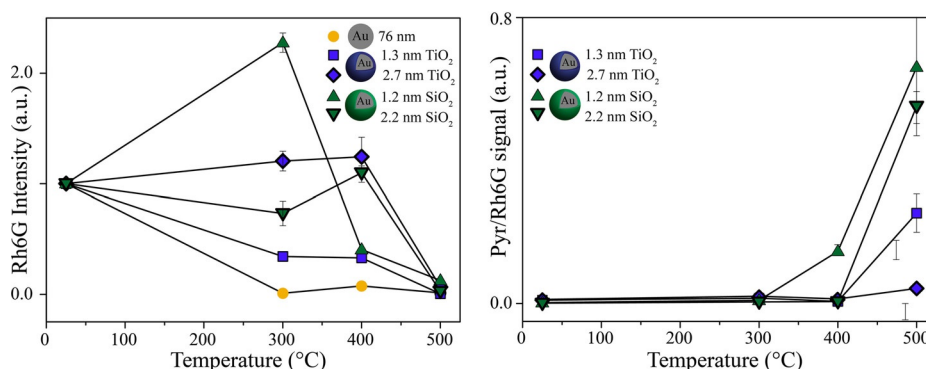 Rh6G Intensity (a.u.)
2.0
1.0
0.0
0 100 200 300 400 500
Temperature (°C)
Au 76 nm
Au 1.3 nm TiO₂
2.7 nm TiO₂
Au 1.2 nm SiO₂
2.2 nm SiO₂
Pyr/Rh6G signal (a.u.)
0.8
0.0
0 100 200 300 400 500
Temperature (°C)
Au 1.3 nm TiO₂
2.7 nm TiO₂
Au 1.2 nm SiO₂
2.2 nm SiO₂